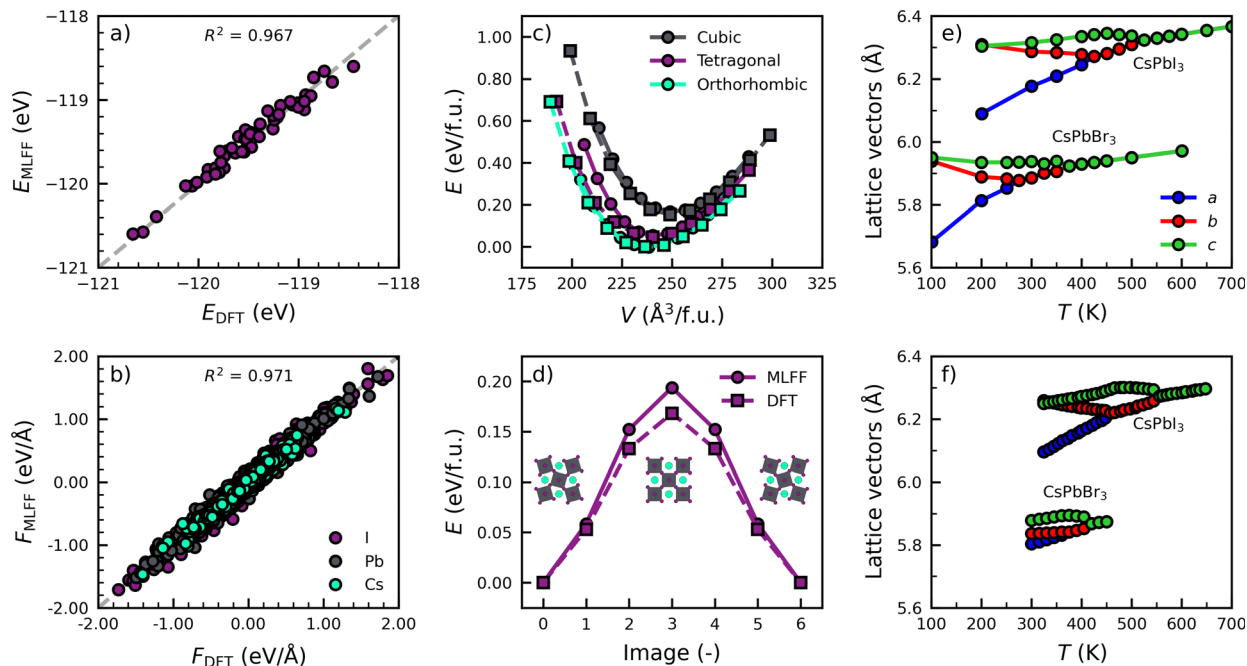 a)
R² = 0.967
E_MLFF (eV)
−118
−119
−120
−121
−121
−120
−119
−118
E_DFT (eV)
b)
R² = 0.971
F_MLFF (eV/Å)
2.00
1.00
0.00
-1.00
-2.00
I
Pb
Cs
-2.00
-1.00
0.00
1.00
2.00
F_DFT (eV/Å)
c)
Cubic
Tetragonal
Orthorhombic
E (eV/f.u.)
1.00
0.80
0.60
0.40
0.20
0.00
175
200
225
250
275
300
325
V (Å³/f.u.)
d)
MLFF
DFT
E (eV/f.u.)
0.20
0.15
0.10
0.05
0.00
0
1
2
3
4
5
6
Image (-)
e)
CsPbI₃
CsPbBr₃
a
b
c
Lattice vectors (Å)
6.4
6.2
6.0
5.8
5.6
100
200
300
400
500
600
700
T (K)
f)
CsPbI₃
CsPbBr₃
Lattice vectors (Å)
6.4
6.2
6.0
5.8
5.6
100
200
300
400
500
600
700
T (K)